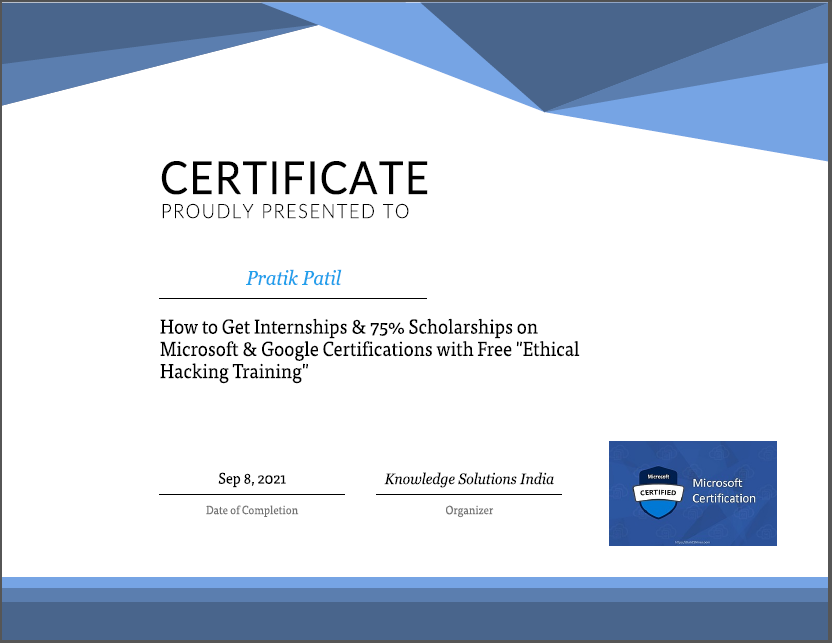 CERTIFICATE
PROUDLY PRESENTED TO
Pratik Patil
How to Get Internships & 75% Scholarships on
Microsoft & Google Certifications with Free "Ethical
Hacking Training"
Sep 8, 2021
Knowledge Solutions India
Date of Completion
Organizer
Microsoft
CERTIFIED
Microsoft
Certification